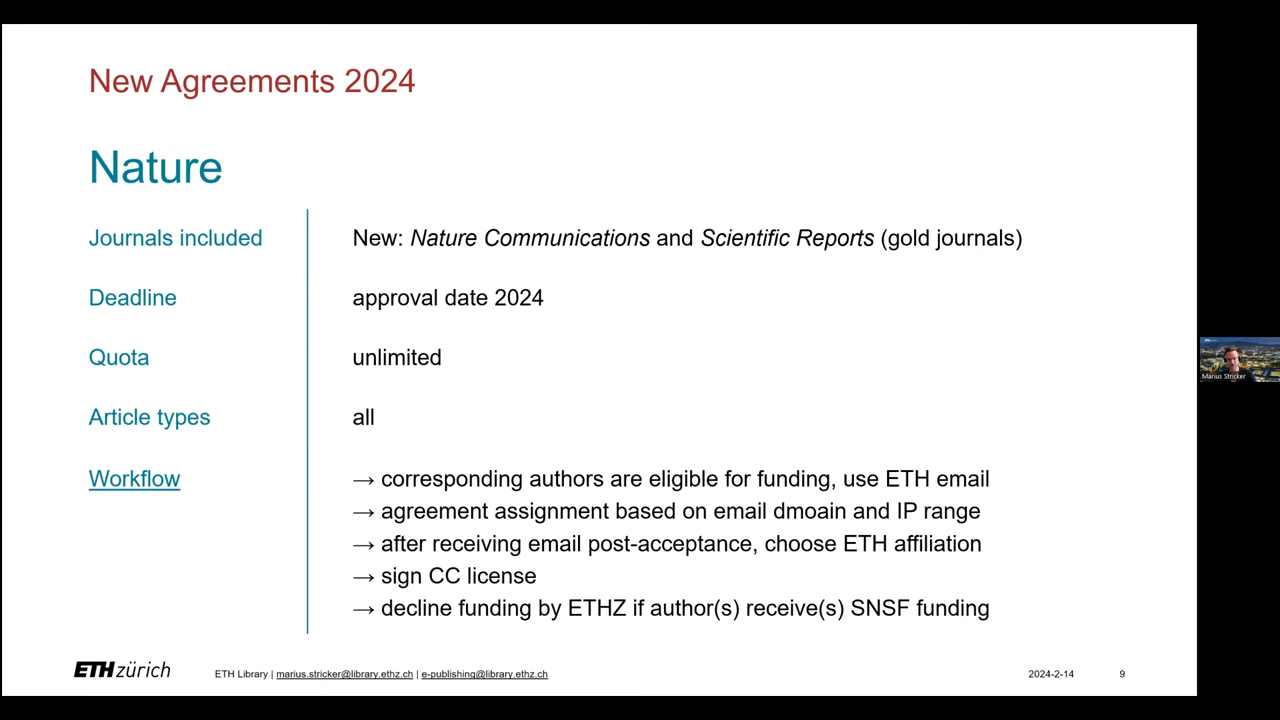 New Agreements 2024
Nature
Journals included
New: Nature Communications and Scientific Reports (gold journals)
Deadline
approval date 2024
Quota
unlimited
Article types
all
Workflow
→ corresponding authors are eligible for funding, use ETH email
→ agreement assignment based on email dmoain and IP range
→ after receiving email post-acceptance, choose ETH affiliation
→ sign CC license
→ decline funding by ETHZ if author(s) receive(s) SNSF funding
ETH zürich
ETH Library | marius.stricker@library.ethz.ch | e-publishing@library.ethz.ch
2024-2-14
9
Marius Stricker